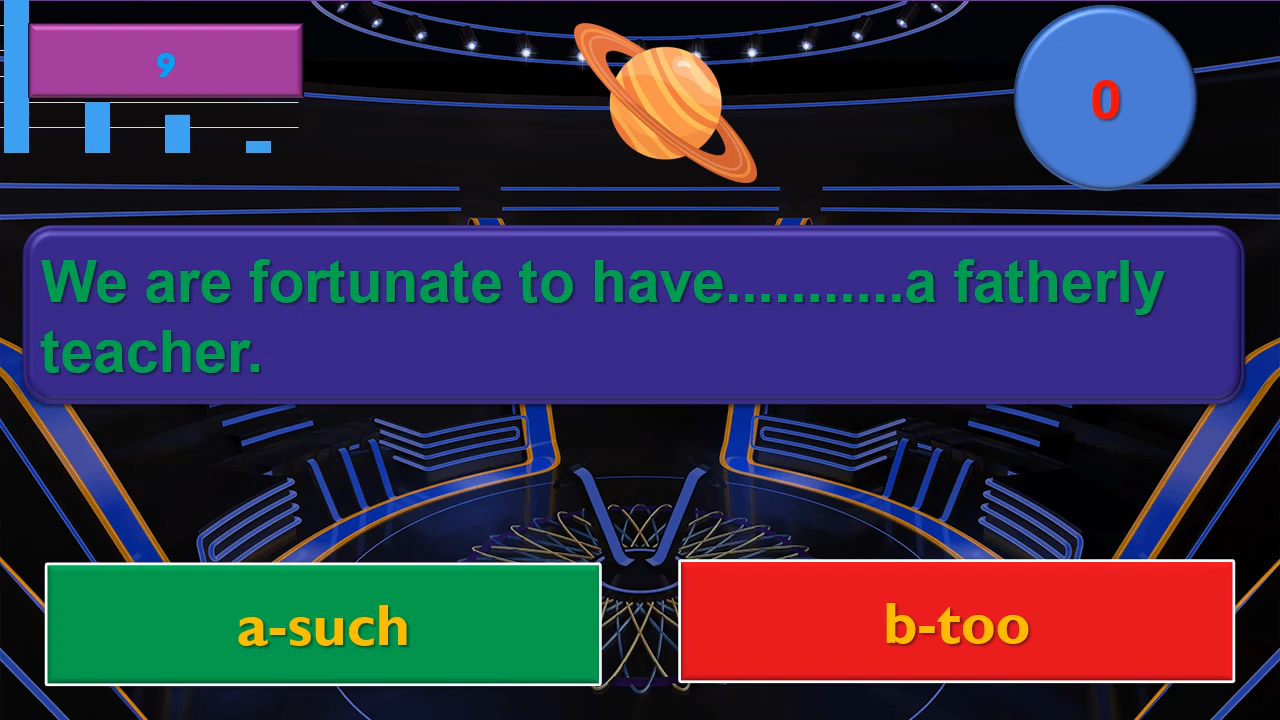 9
0
We are fortunate to have...........a fatherly
teacher.
a-such
b-too